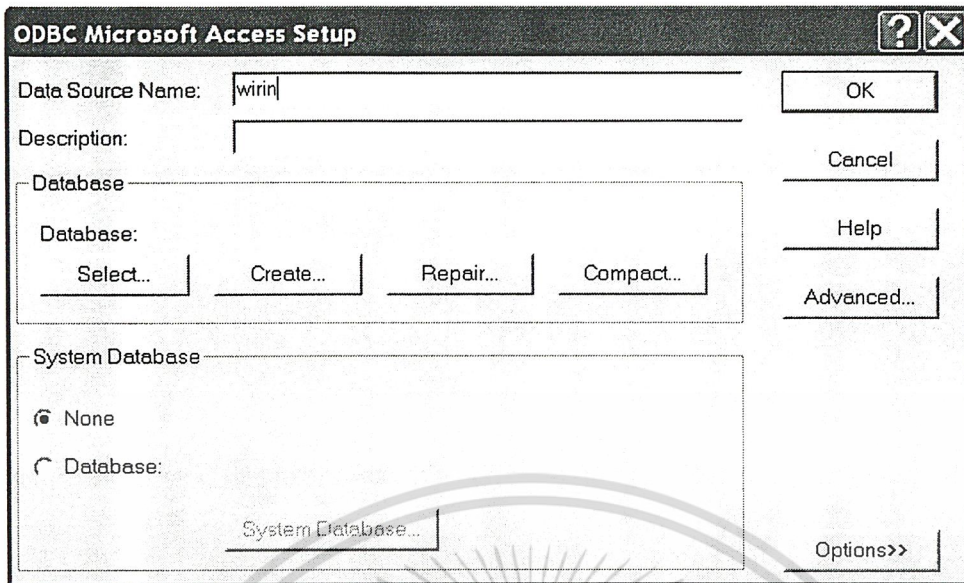 ODBC Microsoft Access Setup
Data Source Name: wirin
OK
Description:
Cancel
Database
Database:
Help
Select... Create... Repair... Compact...
Advanced...
System Database
None
Database:
System Database...
Options>>